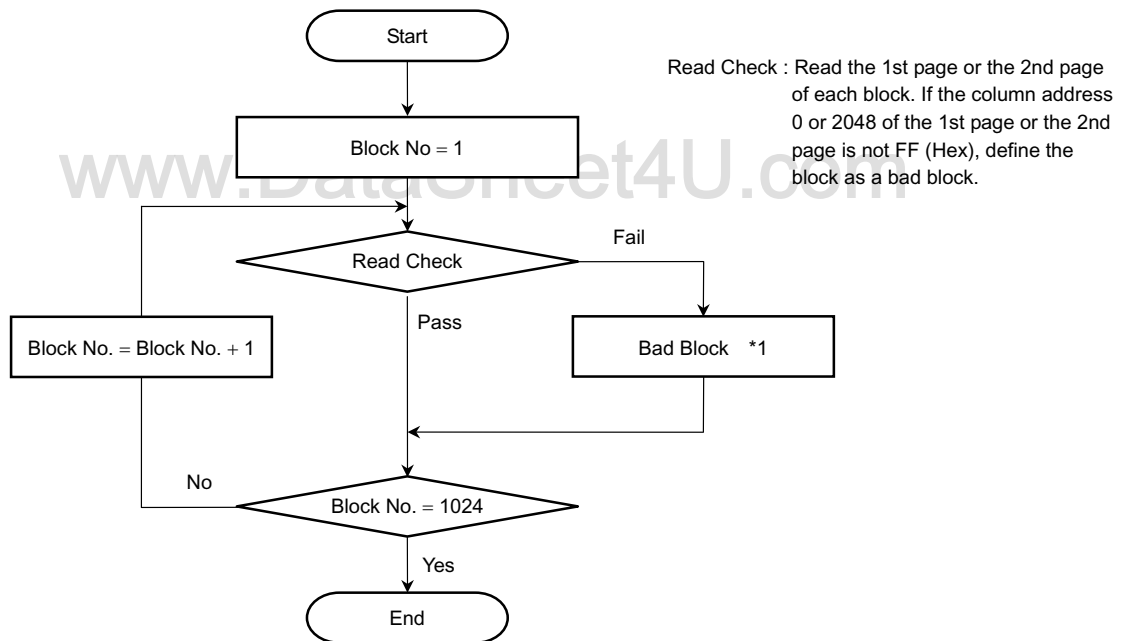 Start
Read Check : Read the 1st page or the 2nd page
of each block. If the column address
0 or 2048 of the 1st page or the 2nd
page is not FF (Hex), define the
block as a bad block.
Block No = 1
www.DataSheet4U.com
Read Check
Fail
Pass
Block No. = Block No. + 1
Bad Block *1
No
Block No. = 1024
Yes
End